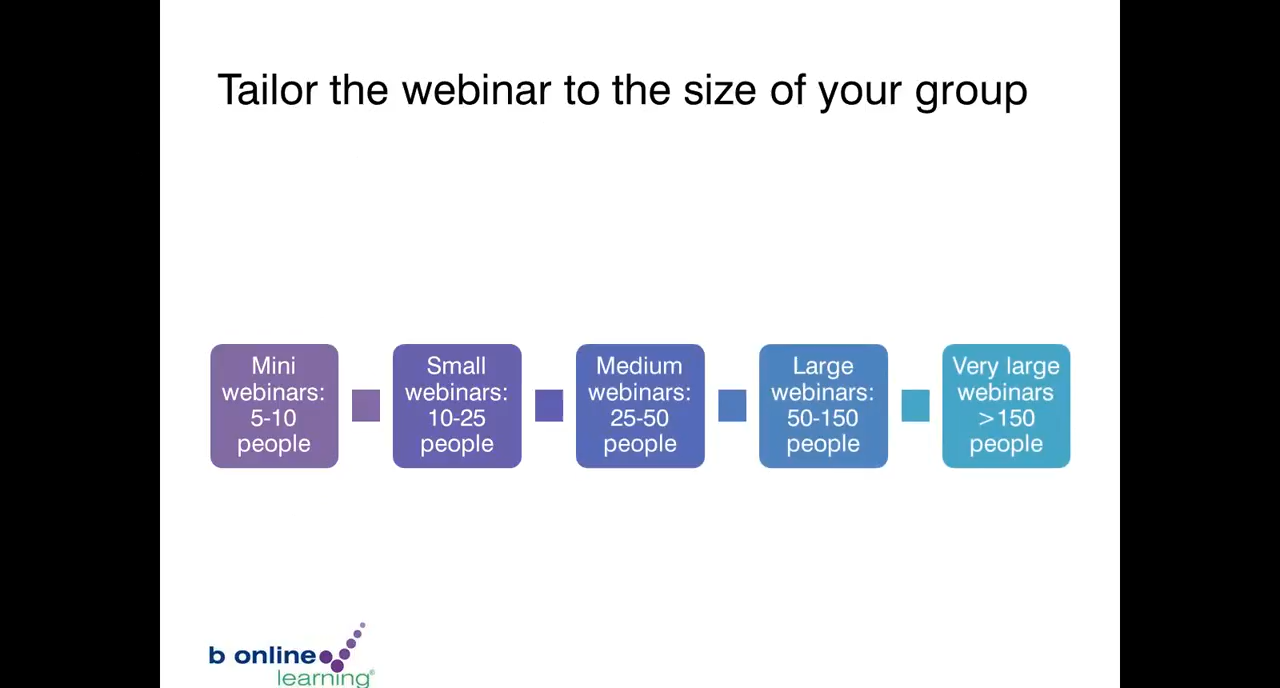 Tailor the webinar to the size of your group
Mini
webinars:
5-10
people
Small
webinars:
10-25
people
Medium
webinars:
25-50
people
Large
webinars:
50-150
people
Very large
webinars
>150
people
b online
learning®